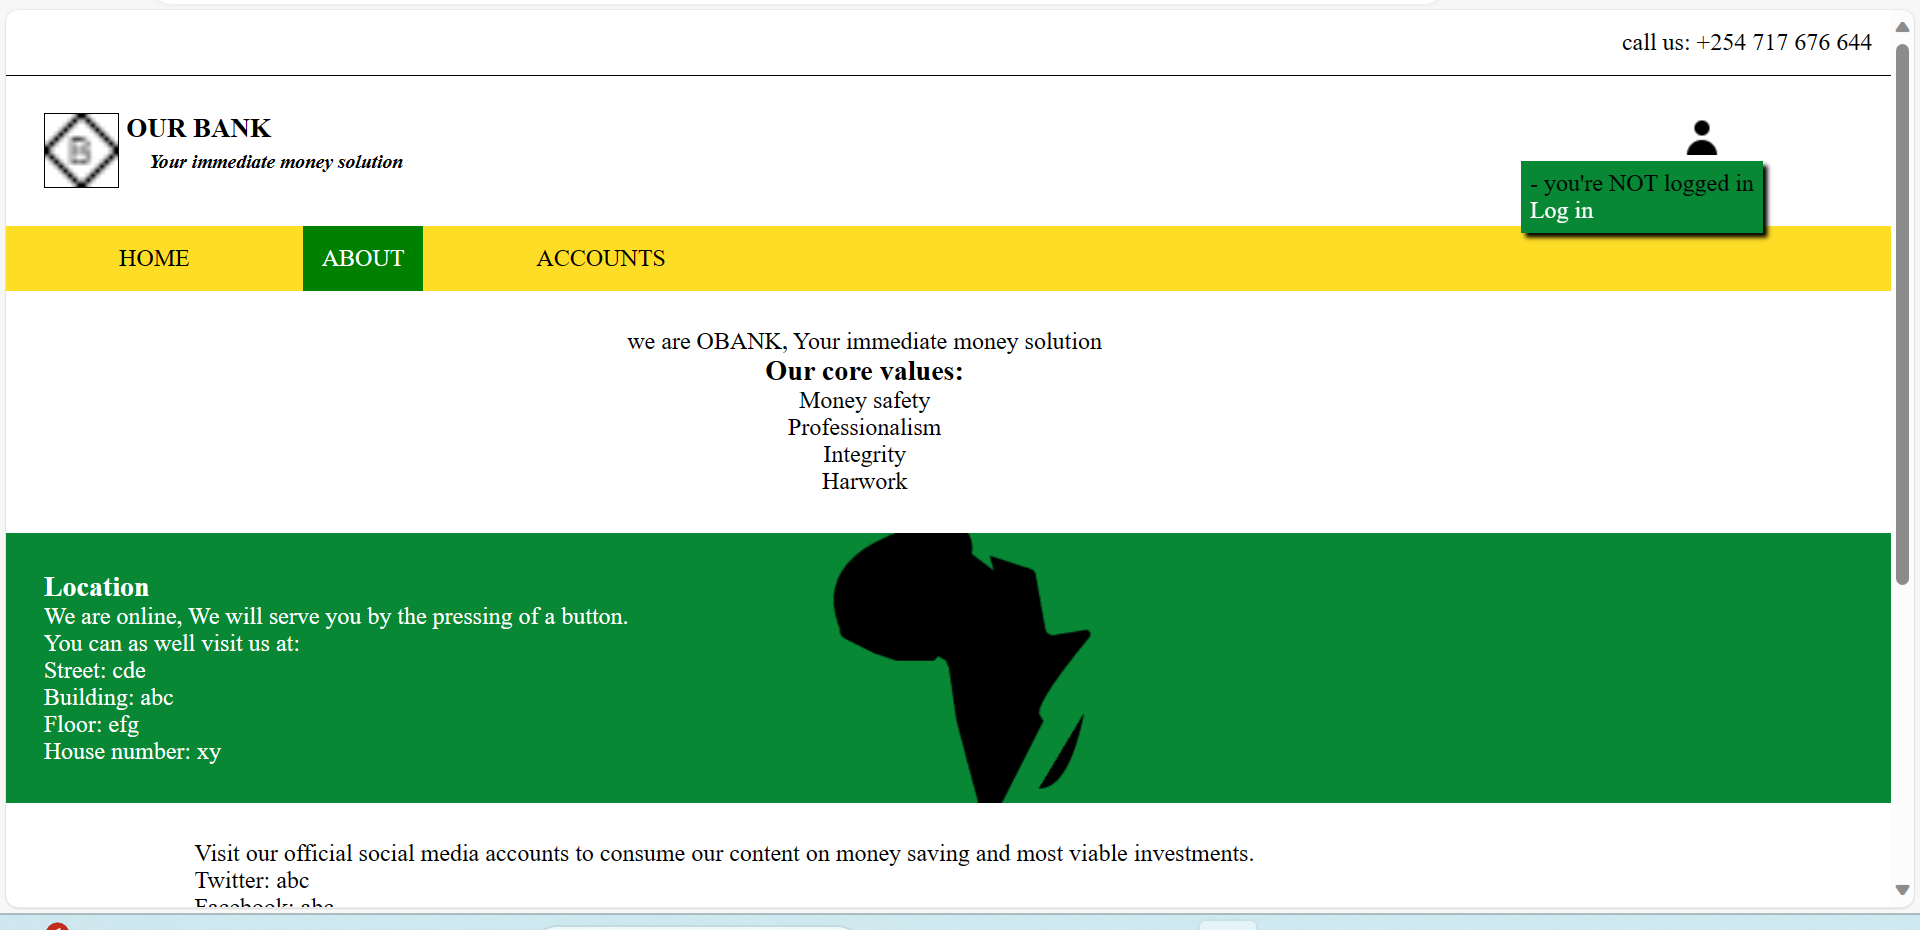 call us: +254 717 676 644
B
OUR BANK
Your immediate money solution
- you're NOT logged in
Log in
HOME
ABOUT
ACCOUNTS
we are OBANK, Your immediate money solution
Our core values:
Money safety
Professionalism
Integrity
Harwork
Location
We are online, We will serve you by the pressing of a button.
You can as well visit us at:
Street: cde
Building: abc
Floor: efg
House number: xy
Visit our official social media accounts to consume our content on money saving and most viable investments.
Twitter: abc
Facebook: abc